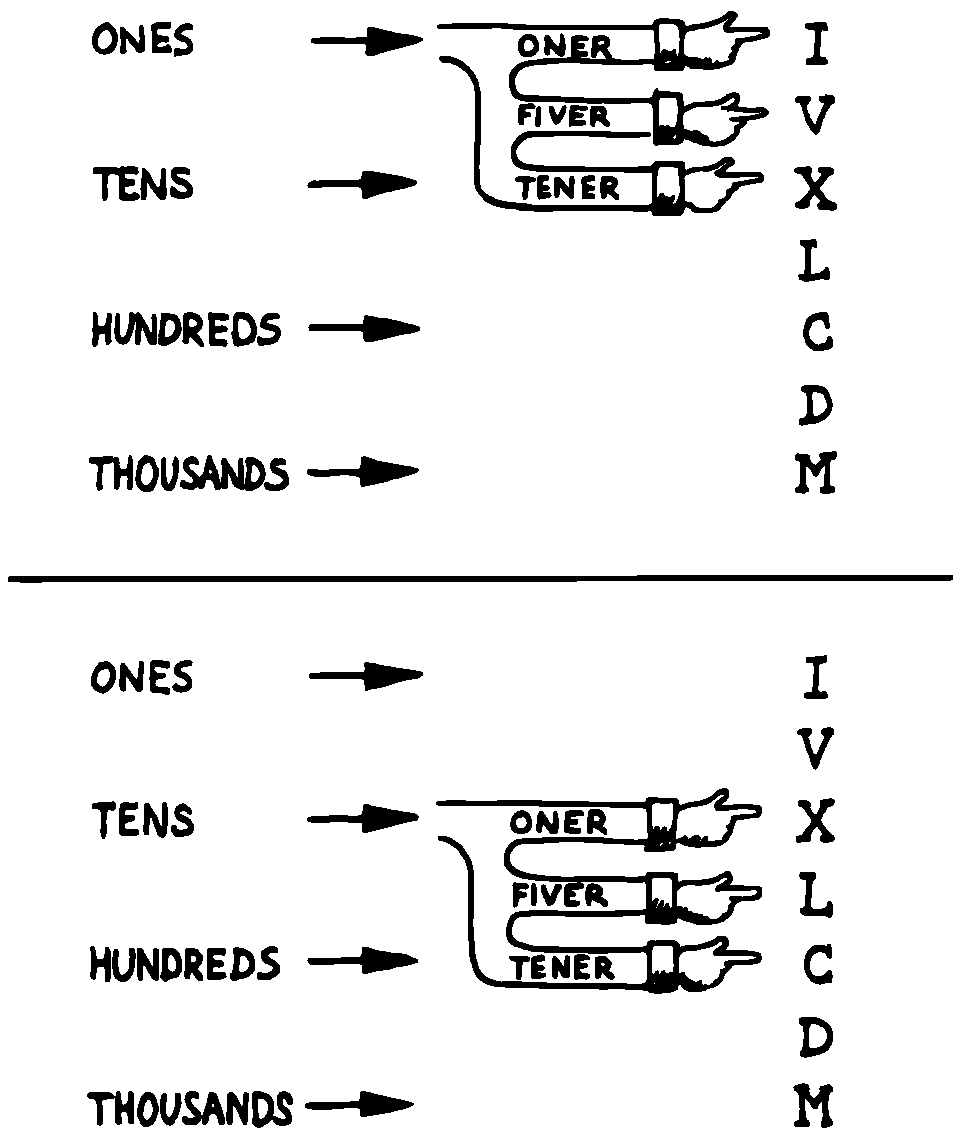 ONES ONER I
FIVER V
TENS TENER X
L
HUNDREDS C
D
THOUSANDS M
ONES I
V
TENS ONER X
FIVER L
HUNDREDS TENER C
D
THOUSANDS M